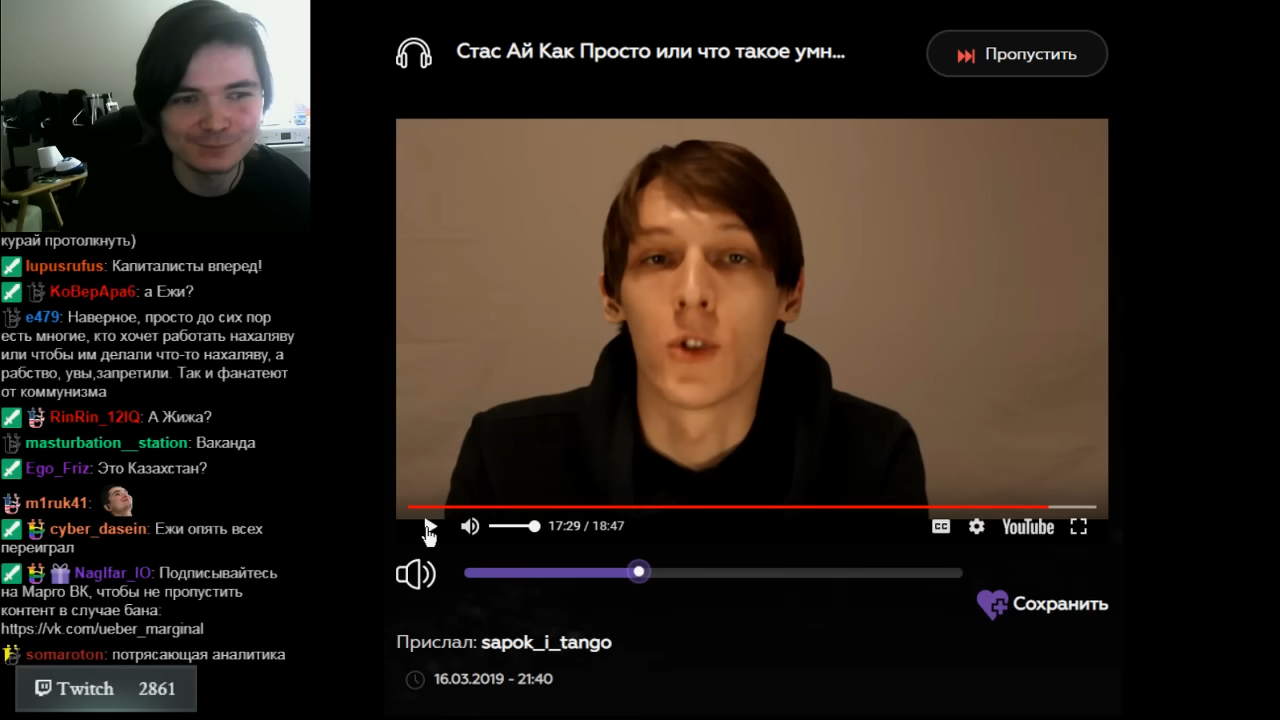 Стас Ай Как Просто или что такое умн...
Пропустить
курай протолкнуть)
lupusrufus: Капиталисты вперед!
КоВерАра6: а Ежи?
e479: Наверное, просто до сих пор
есть многие, кто хочет работать нахаляву
или чтобы им делали что-то нахаляву, а
рабство, увы,запретили. Так и фанатеют
от коммунизма
RinRin_12IQ: А Жижа?
masturbation__station: Ваканда
Ego_Friz: Это Казахстан?
m1ruk41:
cyber_dasein: Ежи опять всех
переиграл
Naglfar_IO: Подписывайтесь
на Марго ВК, чтобы не пропустить
контент в случае бана:
https://vk.com/ueber_marginal
somaroton: потрясающая аналитика
Twitch 2861
17:29 / 18:47
CC
YouTube
Сохранить
Прислал: sapok_i_tango
16.03.2019 - 21:40